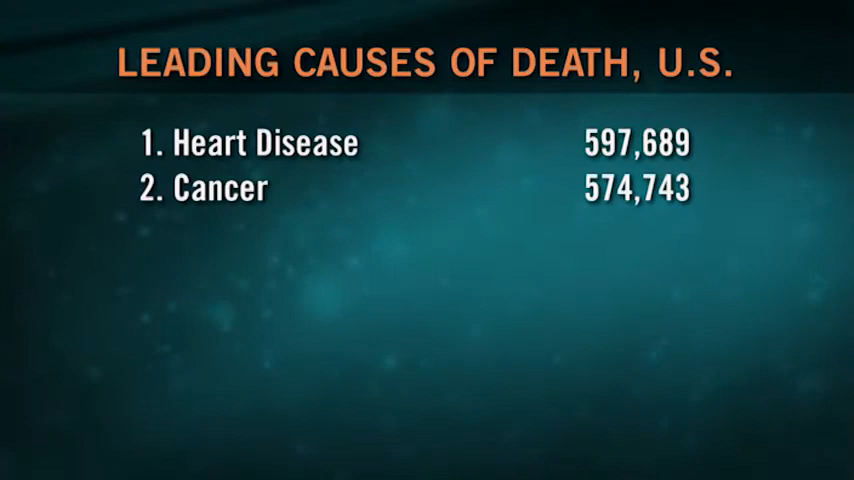 LEADING CAUSES OF DEATH, U.S.
1. Heart Disease 597,689
2. Cancer 574,743